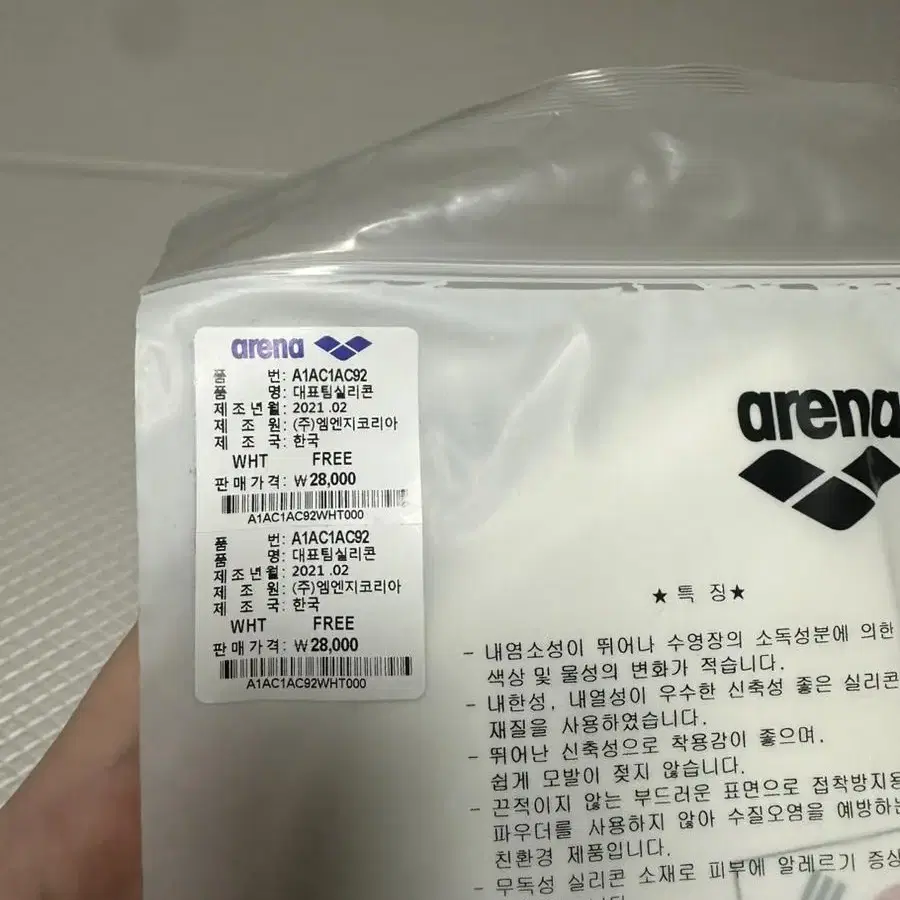 arena
품 번: A1AC1AC92
품 명: 대표팀실리콘
제조년월: 2021 .02
제 조 원: (주)엠엔지코리아
제 조 국: 한국
WHT FREE
판매가격: ₩28,000
A1AC1AC92WHT000
품 번: A1AC1AC92
품 명: 대표팀실리콘
제조년월: 2021 .02
제 조 원: (주)엠엔지코리아
제 조 국: 한국
WHT FREE
판매가격: ₩28,000
A1AC1AC92WHT000
arena
★특 징★
- 내염소성이 뛰어나 수영장의 소독성분에 의한
색상 및 물성의 변화가 적습니다.
- 내한성, 내열성이 우수한 신축성 좋은 실리콘
재질을 사용하였습니다.
- 뛰어난 신축성으로 착용감이 좋으며,
쉽게 모발이 젖지 않습니다.
- 끈적이지 않는 부드러운 표면으로 접착방지용
파우더를 사용하지 않아 수질오염을 예방하는
친환경 제품입니다.
- 무독성 실리콘 소재로 피부에 알레르기 증상